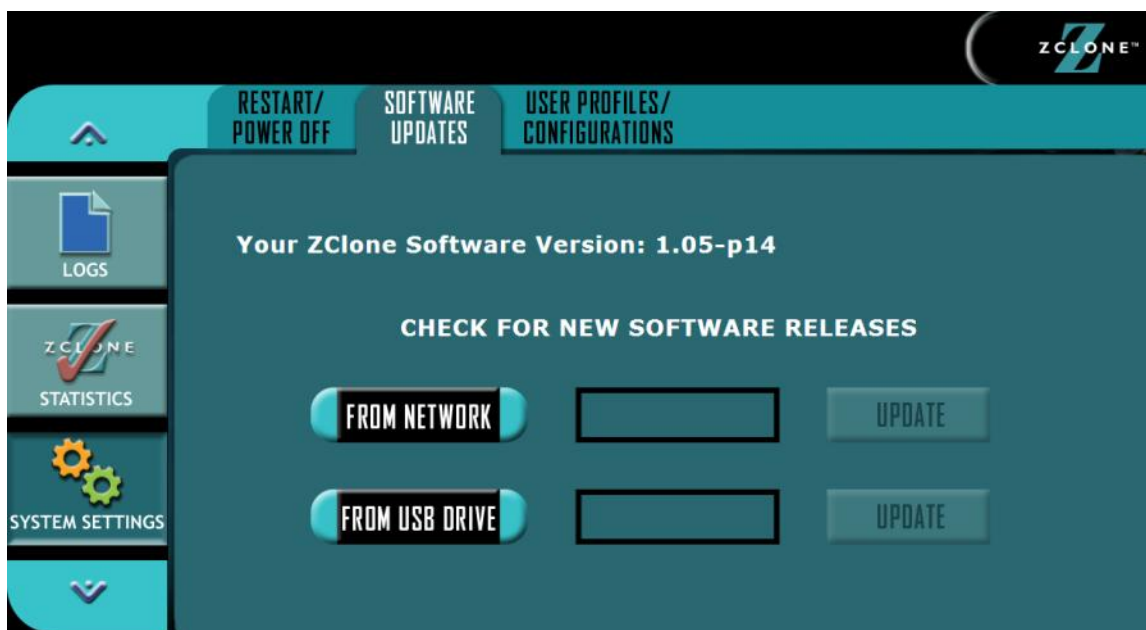 ZCLONE™
RESTART/
POWER OFF
SOFTWARE
UPDATES
USER PROFILES/
CONFIGURATIONS
LOGS
ZCLONE
STATISTICS
SYSTEM SETTINGS
Your ZClone Software Version: 1.05-p14
CHECK FOR NEW SOFTWARE RELEASES
FROM NETWORK
UPDATE
FROM USB DRIVE
UPDATE